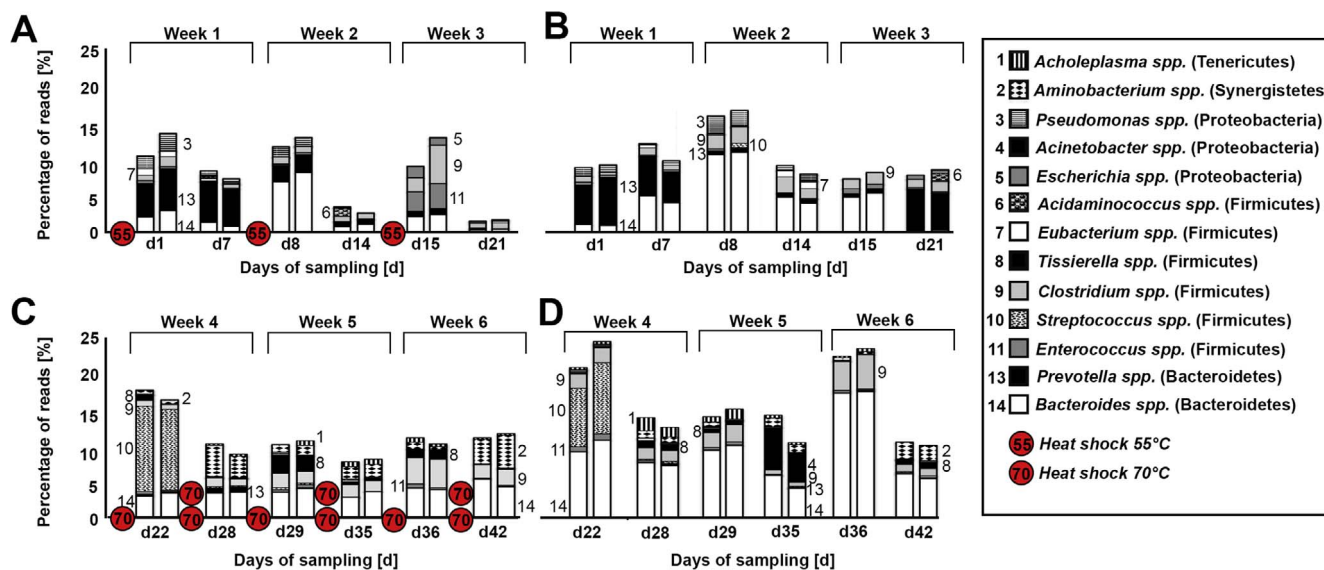 A
Week 1
Week 2
Week 3
Percentage of reads [%]
25
20
15
10
5
0
3
7
13
14
6
5
9
11
55
55
55
d1
d7
d8
d14
d15
d21
Days of sampling [d]
B
Week 1
Week 2
Week 3
13
14
3
9
13
10
7
9
6
d1
d7
d8
d14
d15
d21
Days of sampling [d]
C
Week 4
Week 5
Week 6
Percentage of reads [%]
25
20
15
10
5
0
8
9
10
14
2
13
1
8
11
8
2
9
14
70
70
70
70
70
70
70
70
70
d22
d28
d29
d35
d36
d42
Days of sampling [d]
D
Week 4
Week 5
Week 6
9
10
11
14
1
8
8
4
9
13
14
9
2
8
d22
d28
d29
d35
d36
d42
Days of sampling [d]
1 Acholeplasma spp. (Tenericutes)
2 Aminobacterium spp. (Synergistetes
3 Pseudomonas spp. (Proteobacteria)
4 Acinetobacter spp. (Proteobacteria)
5 Escherichia spp. (Proteobacteria)
6 Acidaminococcus spp. (Firmicutes)
7 Eubacterium spp. (Firmicutes)
8 Tissierella spp. (Firmicutes)
9 Clostridium spp. (Firmicutes)
10 Streptococcus spp. (Firmicutes)
11 Enterococcus spp. (Firmicutes)
13 Prevotella spp. (Bacteroidetes)
14 Bacteroides spp. (Bacteroidetes)
55 Heat shock 55°C
70 Heat shock 70°C